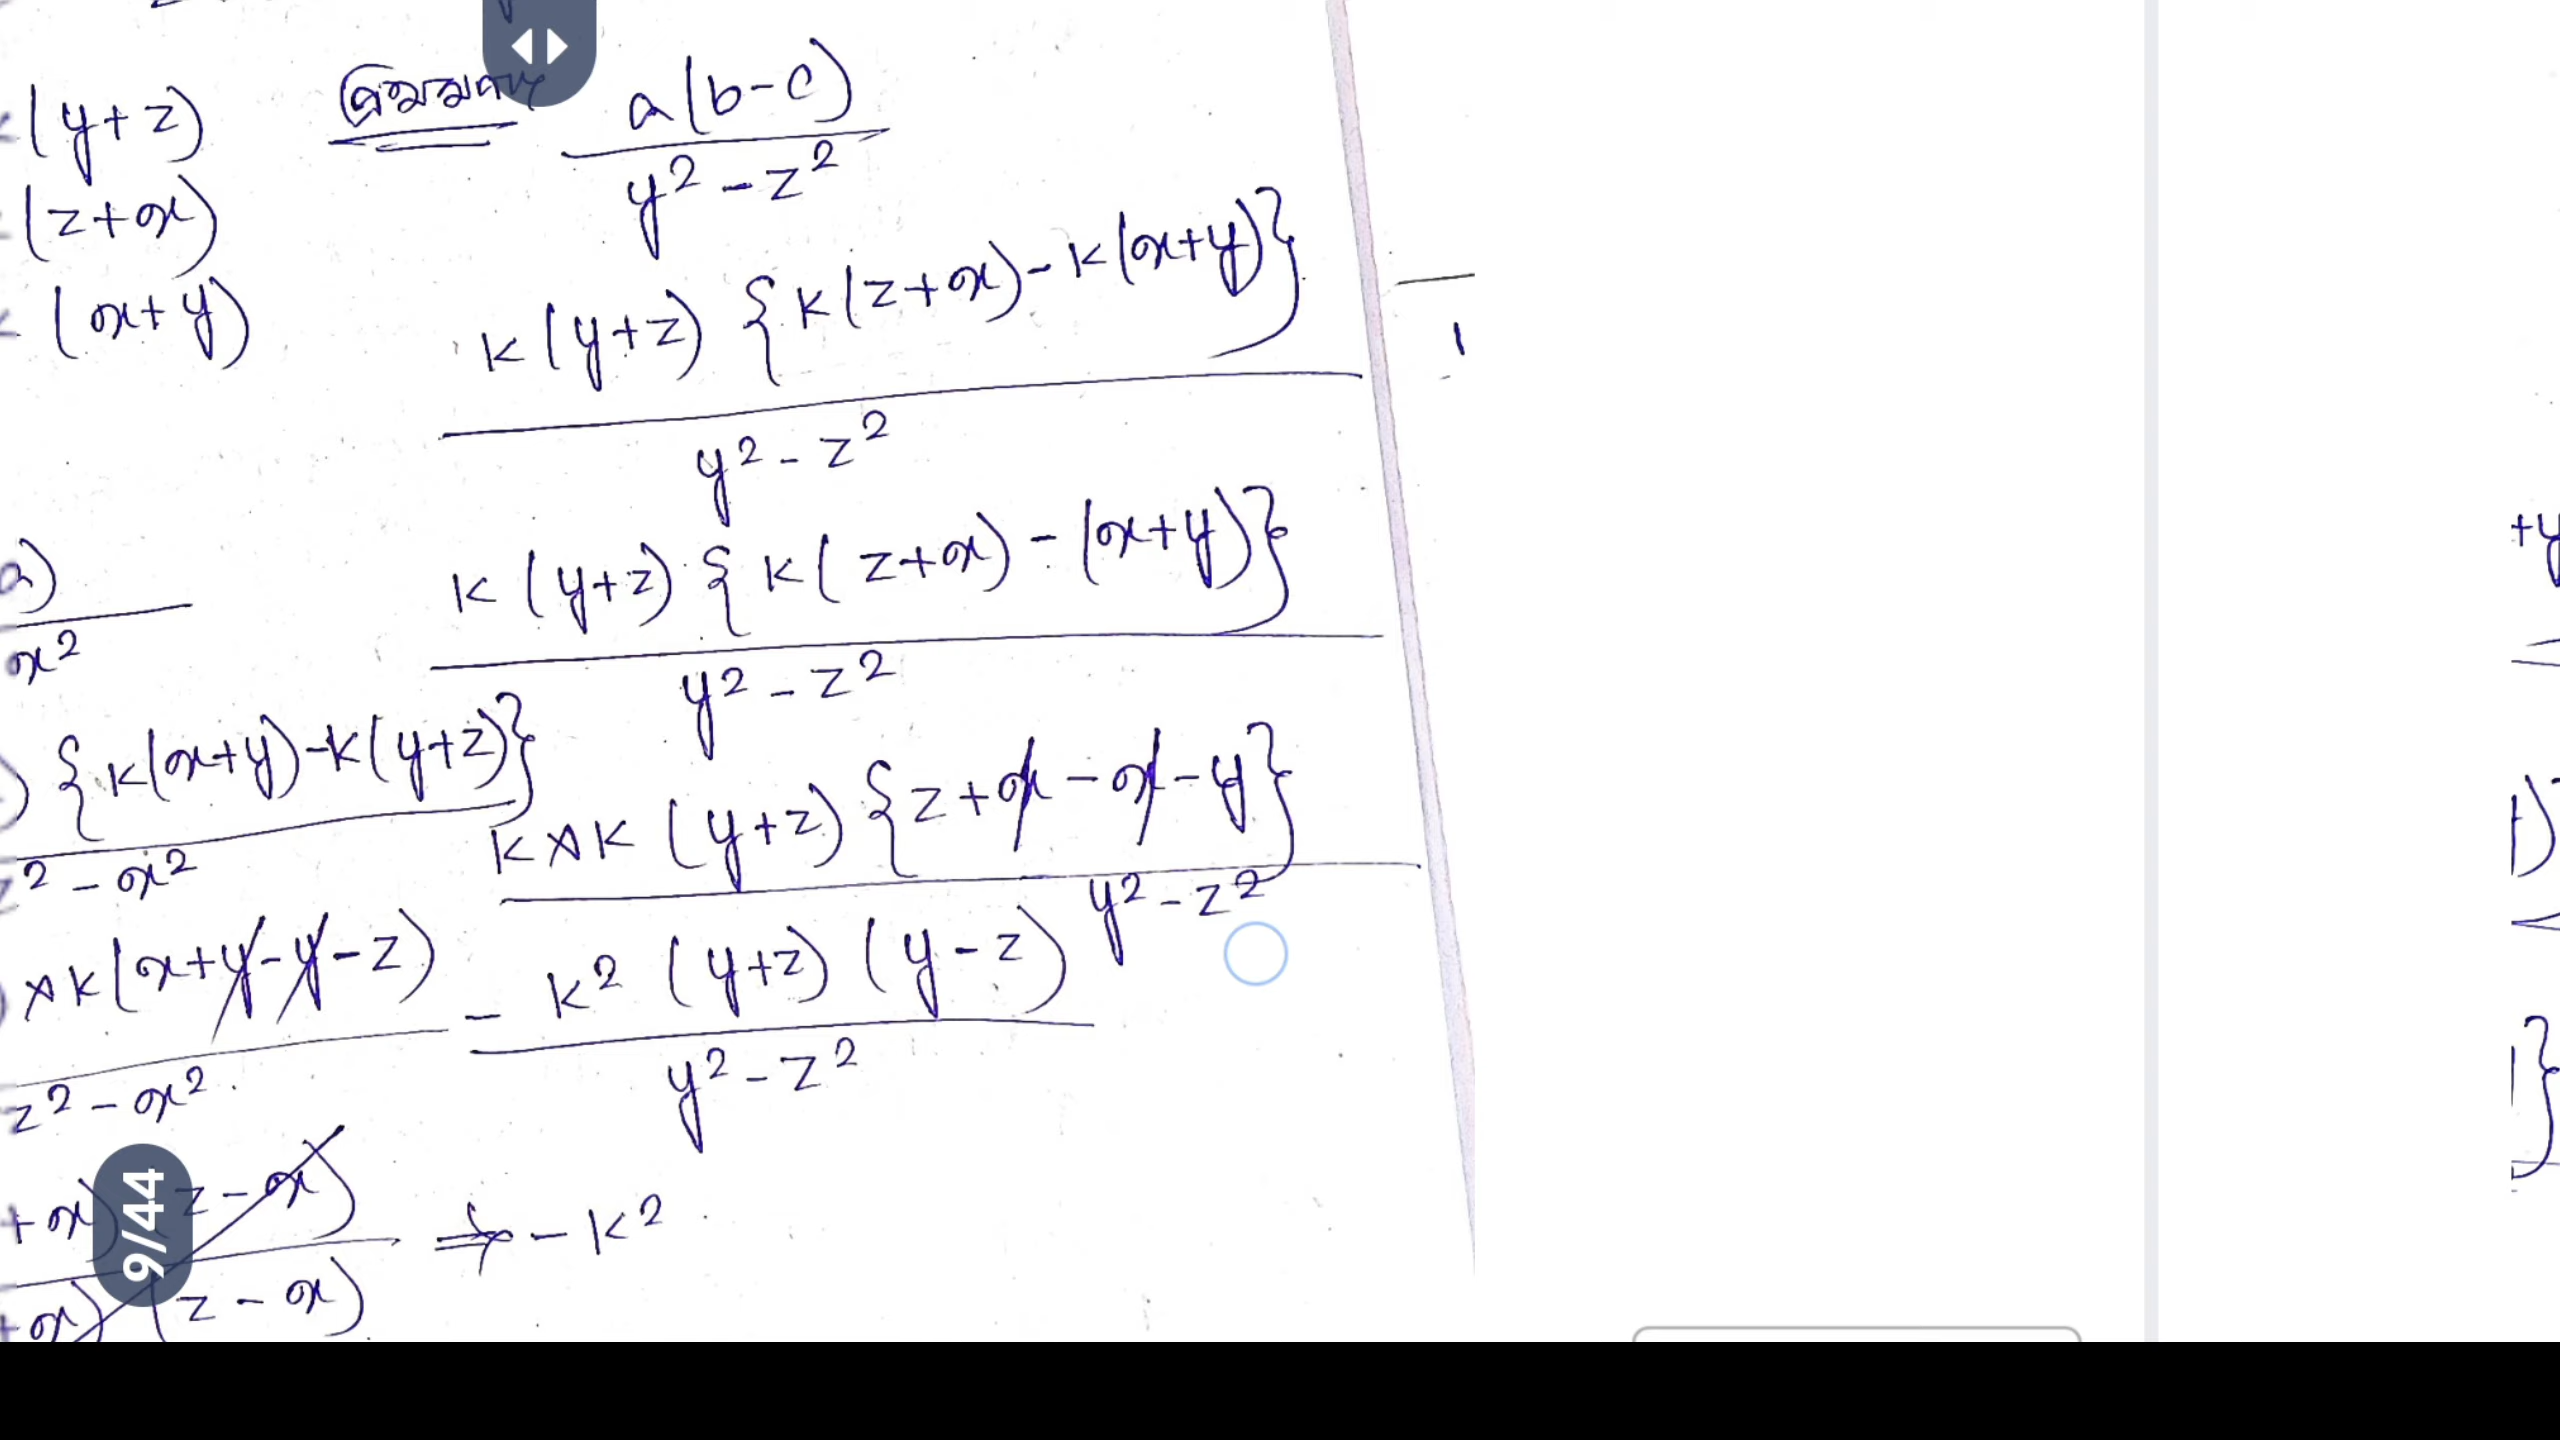 (y+z)
(z+x)
(x+y)
a(b-c)
y² - z²
k(y+z) {k(z+x) - k(x+y)}
y² - z²
k(y+z) {k(z+x) - (x+y)}
y² - z²
k×k (y+z) {z+x - x - y}
y² - z²
- k² (y+z) (y-z)
y² - z²
⇒ - k²
a)
x²
) {k(x+y) - k(y+z)}
z² - x²
) ×k(x+y-y-z)
z² - x²
+x) z-x)
+x) (z-x)
9/44
+y